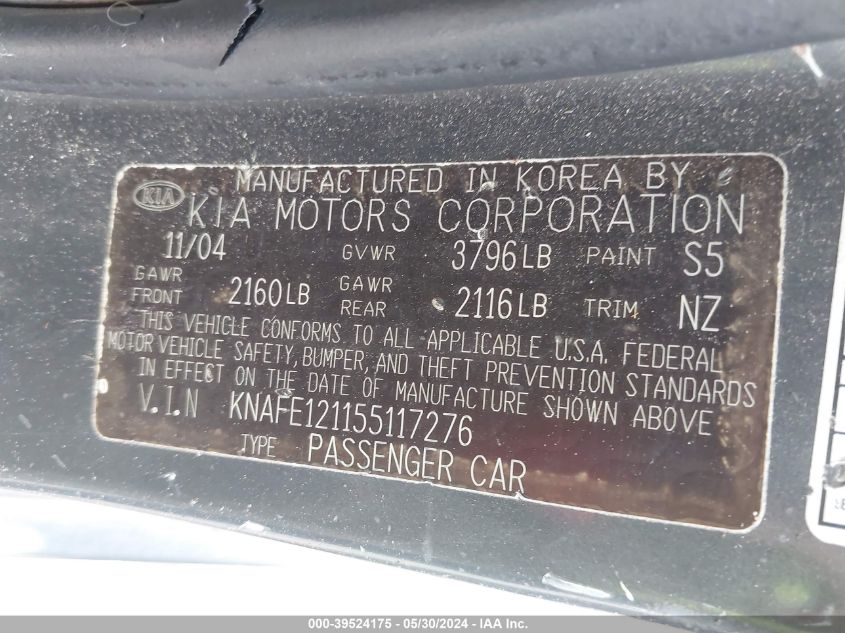 MANUFACTURED IN KOREA BY
KIA KIA MOTORS CORPORATION
11/04 GVWR 3796LB PAINT S5
GAWR FRONT 2160LB GAWR REAR 2116LB TRIM NZ
THIS VEHICLE CONFORMS TO ALL APPLICABLE U.S.A. FEDERAL
MOTOR VEHICLE SAFETY, BUMPER, AND THEFT PREVENTION STANDARDS
IN EFFECT ON THE DATE OF MANUFACTURE SHOWN ABOVE
V.I.N KNAFE121155117276
TYPE PASSENGER CAR
000-39524175 - 05/30/2024 - IAA Inc.